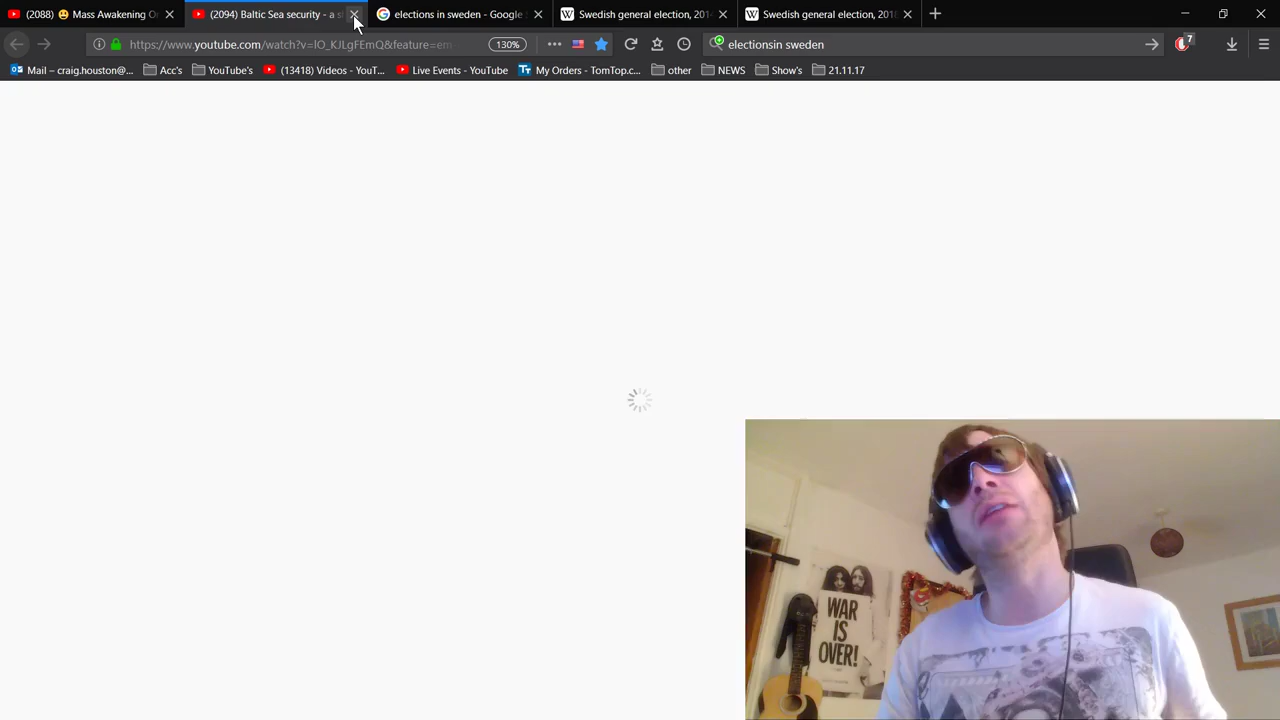 (2088) 😃 Mass Awakening O
(2094) Baltic Sea security - a s
elections in sweden - Google
Swedish general election, 201
Swedish general election, 201
https://www.youtube.com/watch?v=IO_KJLgFEmQ&feature=em
130%
electionsin sweden
7
Mail – craig.houston@...
Acc's
YouTube's
(13418) Videos - YouT...
Live Events - YouTube
My Orders - TomTop.c...
other
NEWS
Show's
21.11.17
WAR
IS
OVER!